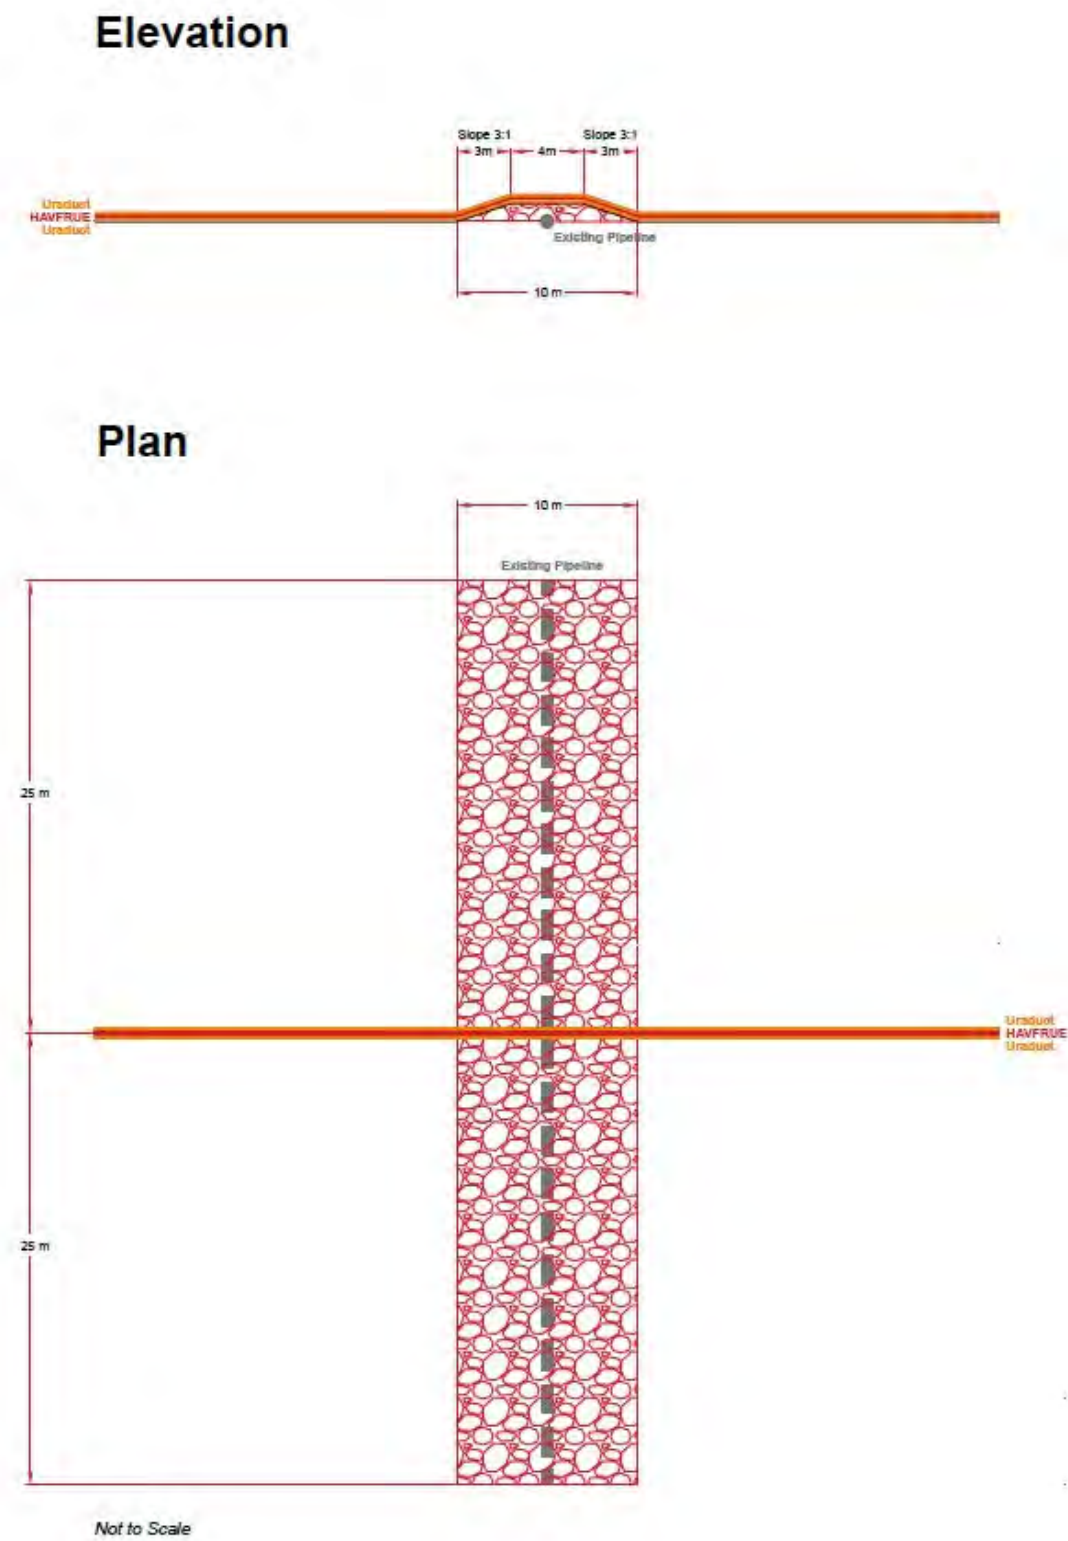 Elevation
Slope 3:1 Slope 3:1
3m 4m 3m
Uraduct
HAVFRUE
Uraduct
Existing Pipeline
10 m
Plan
10 m
Existing Pipeline
25 m
Uraduct
HAVFRUE
Uraduct
25 m
Not to Scale